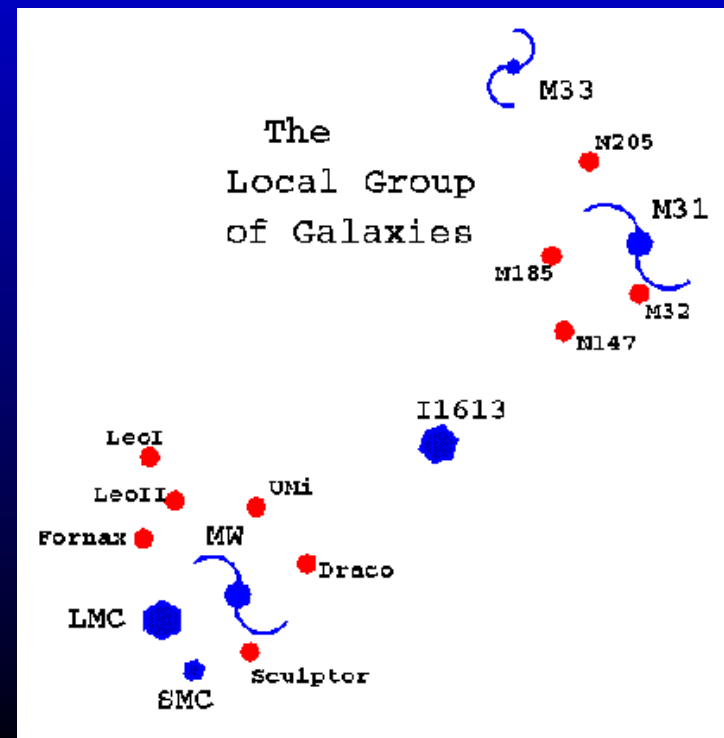 M33
The
Local Group
of Galaxies
N205
M31
N185
M32
N147
I1613
LeoI
LeoII
UMi
Fornax
MW
Draco
LMC
Sculptor
SMC